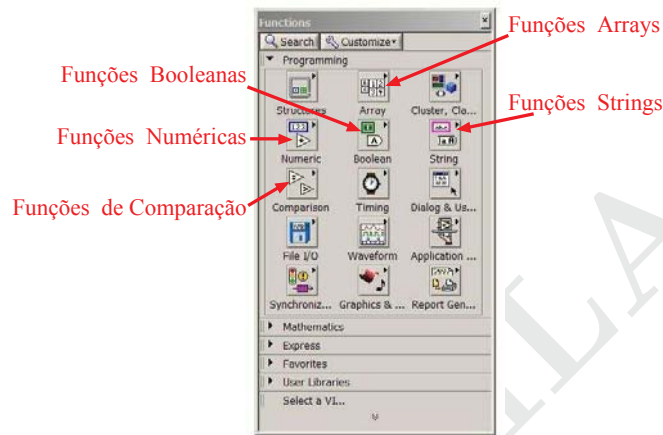 Functions
Search Customize
Programming
Structures Array Cluster, Cla...
Numeric Boolean String
Comparison Timing Dialog & Us...
File I/O Waveform Application ...
Synchroniz... Graphics & ... Report Gen...
Mathematics
Express
Favorites
User Libraries
Select a VI...
Funções Arrays
Funções Booleanas
Funções Strings
Funções Numéricas
Funções de Comparação